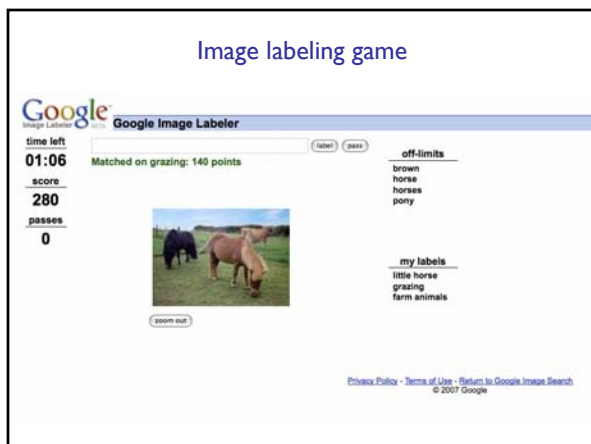 Image labeling game
Google
Image Labeler BETA
Google Image Labeler
time left
01:06
score
280
passes
0
label pass
Matched on grazing: 140 points
off-limits
brown
horse
horses
pony
my labels
little horse
grazing
farm animals
zoom out
Privacy Policy - Terms of Use - Return to Google Image Search
© 2007 Google